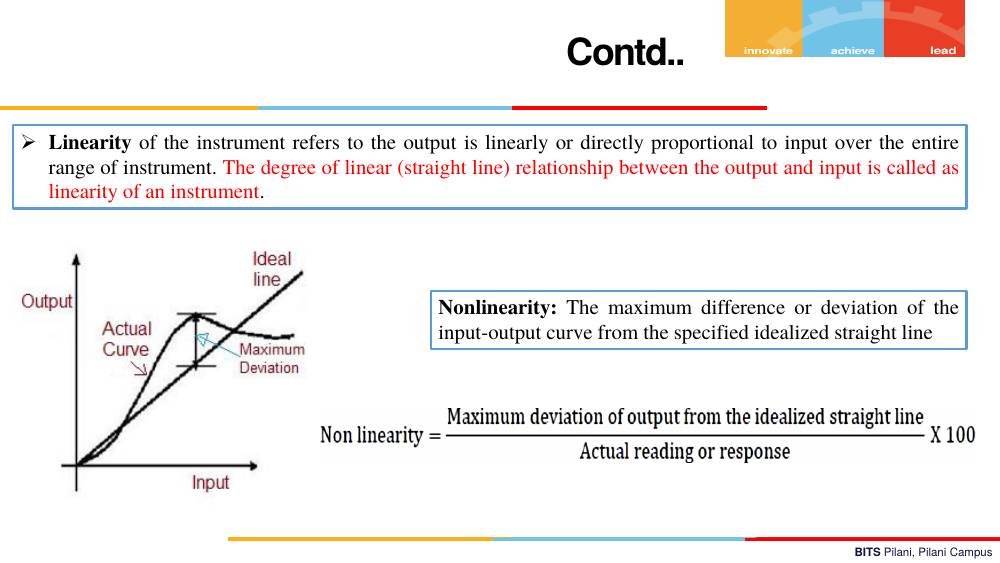 Contd..
innovate achieve lead
➢ Linearity of the instrument refers to the output is linearly or directly proportional to input over the entire
range of instrument. The degree of linear (straight line) relationship between the output and input is called as
linearity of an instrument.
Ideal
line
Output
Actual
Curve
Maximum
Deviation
Input
Nonlinearity: The maximum difference or deviation of the
input-output curve from the specified idealized straight line
Maximum deviation of output from the idealized straight line
Non linearity = X 100
Actual reading or response
BITS Pilani, Pilani Campus